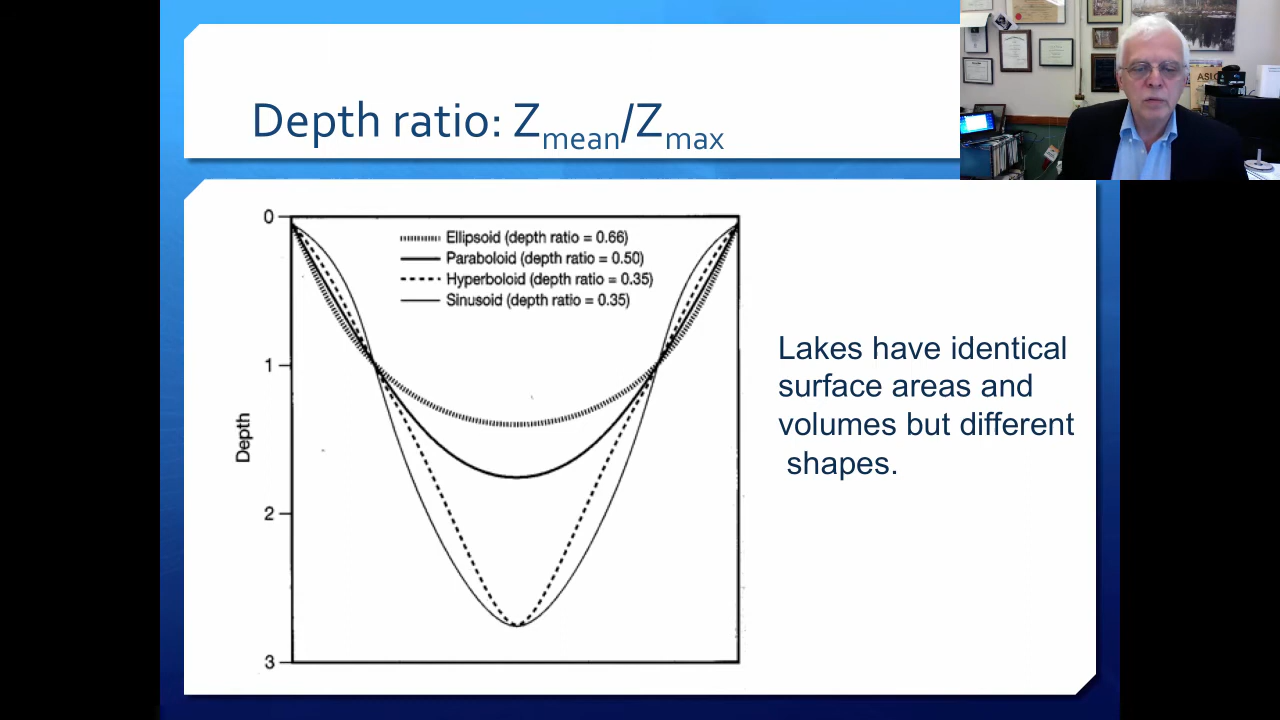 Depth ratio: Zmean/Zmax
0
Ellipsoid (depth ratio = 0.66)
Paraboloid (depth ratio = 0.50)
Hyperboloid (depth ratio = 0.35)
Sinusoid (depth ratio = 0.35)
1
Depth
2
3
Lakes have identical
surface areas and
volumes but different
shapes.
ASIC